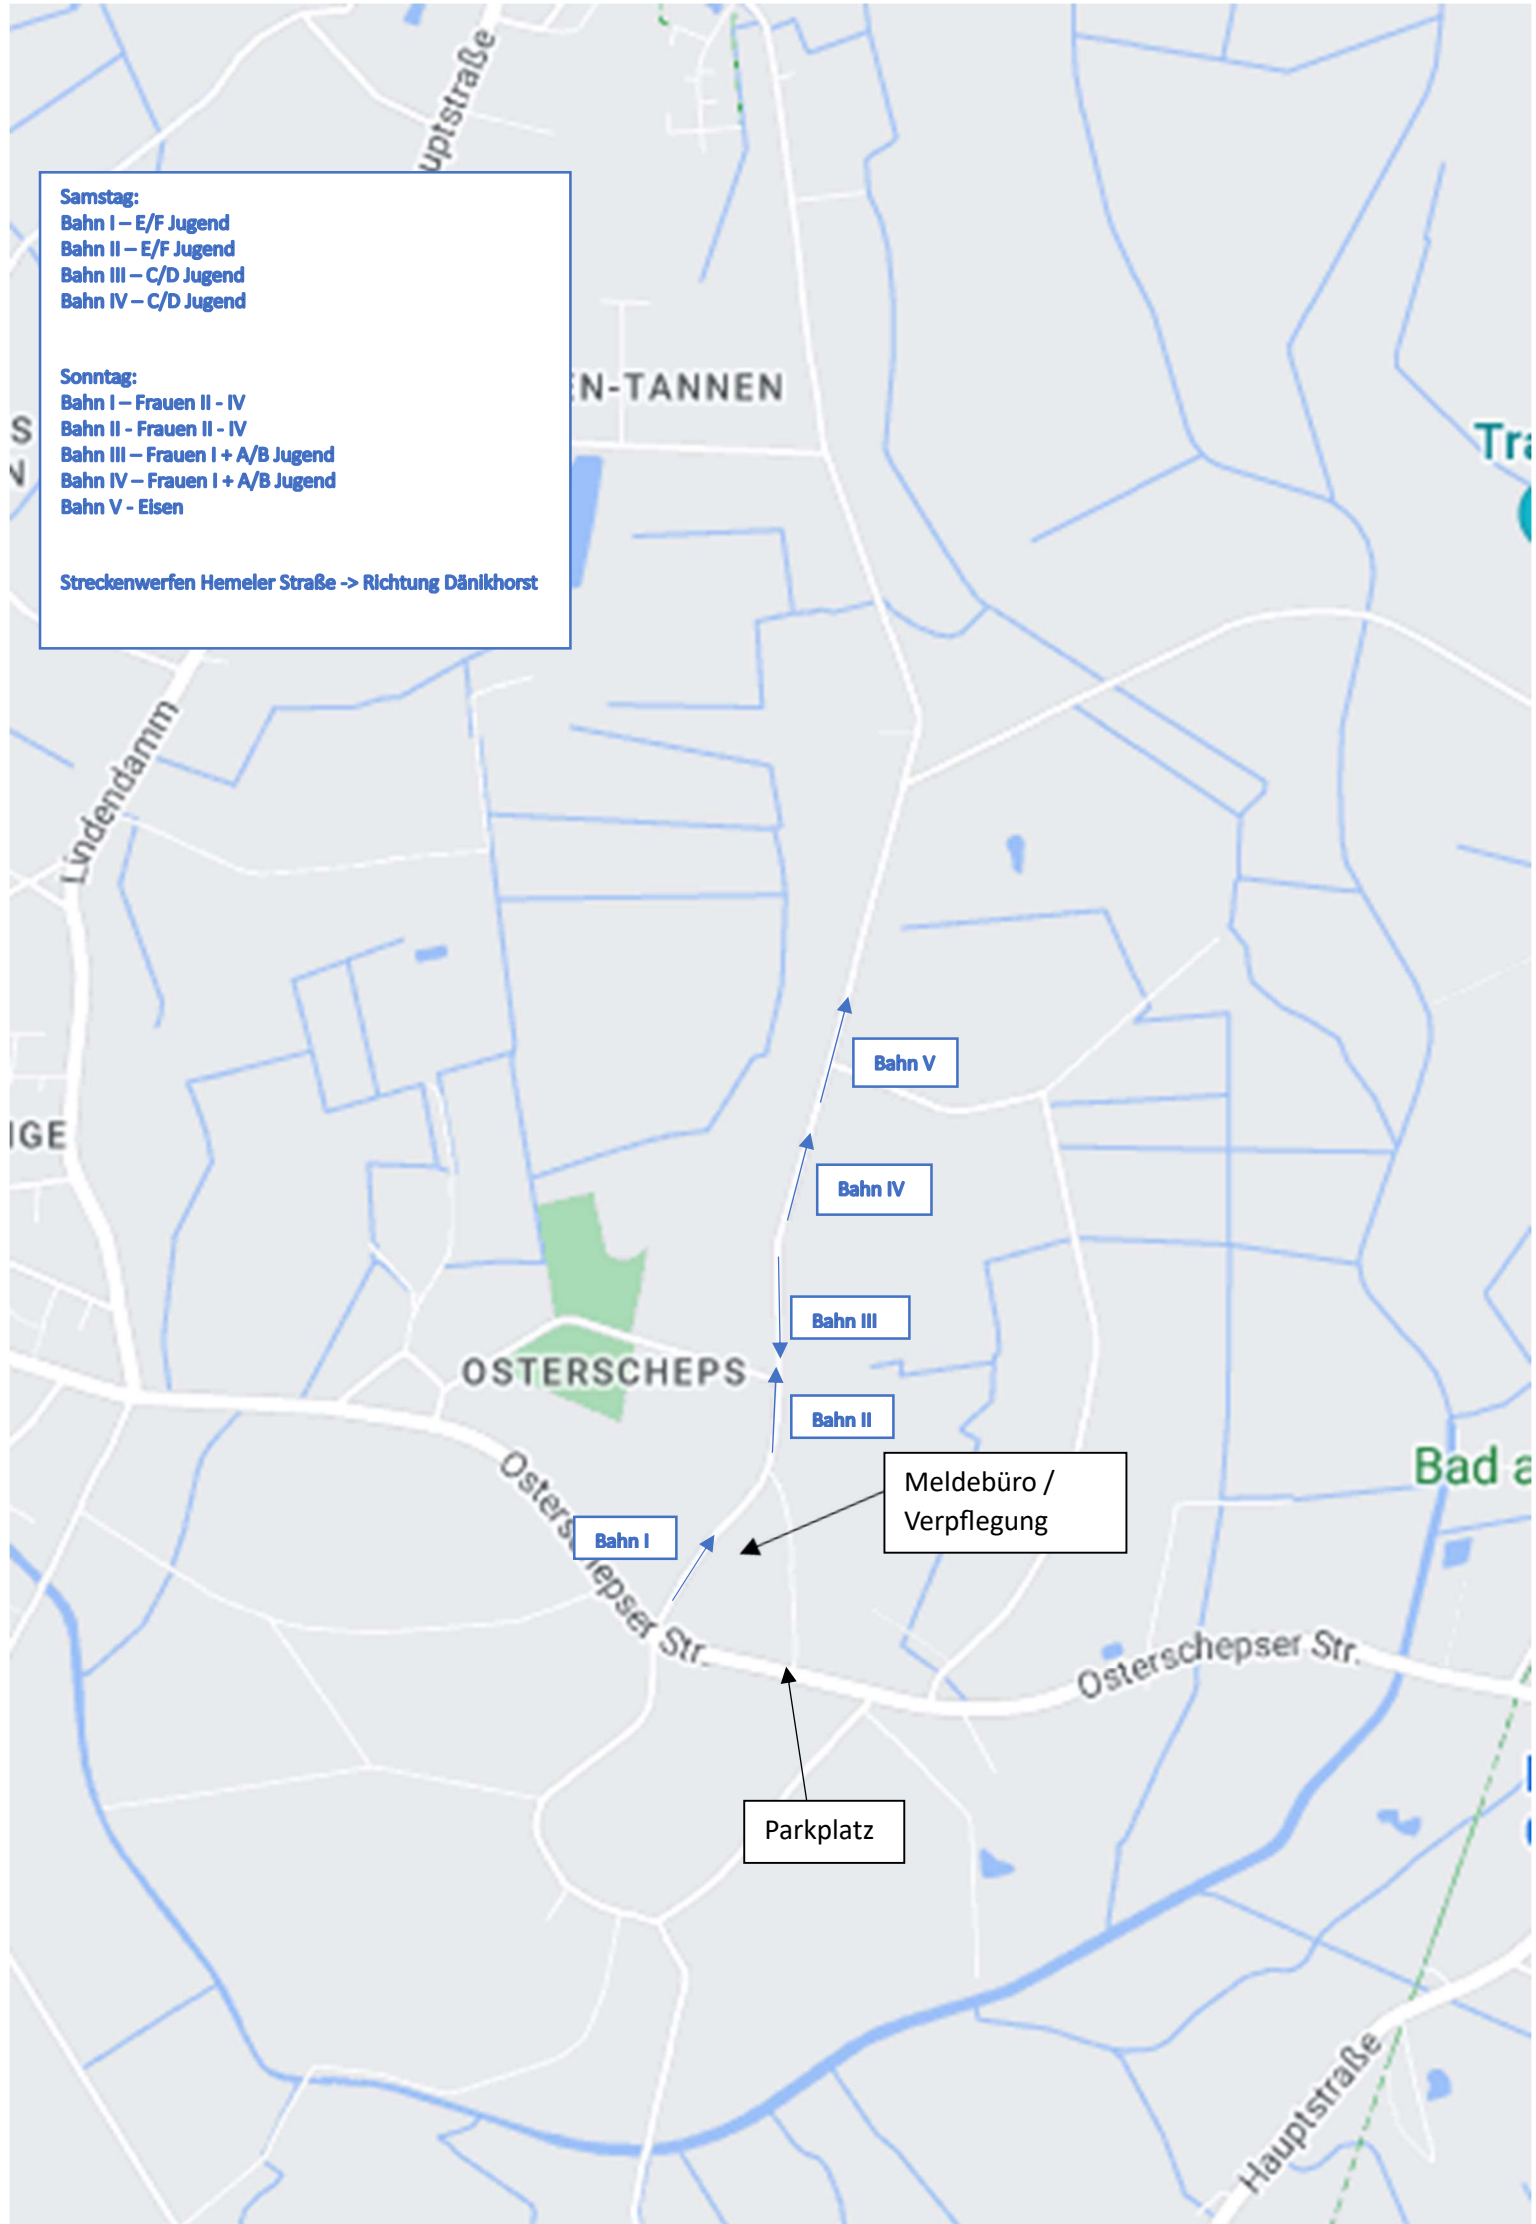 uptstraße
Samstag:
Bahn I – E/F Jugend
Bahn II – E/F Jugend
Bahn III – C/D Jugend
Bahn IV – C/D Jugend
Sonntag:
Bahn I – Frauen II - IV
Bahn II - Frauen II - IV
Bahn III – Frauen I + A/B Jugend
Bahn IV – Frauen I + A/B Jugend
Bahn V - Eisen
Streckenwerfen Hemeler Straße -> Richtung Dänikhorst
EN-TANNEN
S
N
Tra
Lindendamm
Bahn V
IGE
Bahn IV
Bahn III
OSTERSCHEPS
Bahn II
Bad a
Meldebüro /
Verpflegung
Bahn I
Osterschepser Str.
Osterschepser Str.
Parkplatz
Hauptstraße